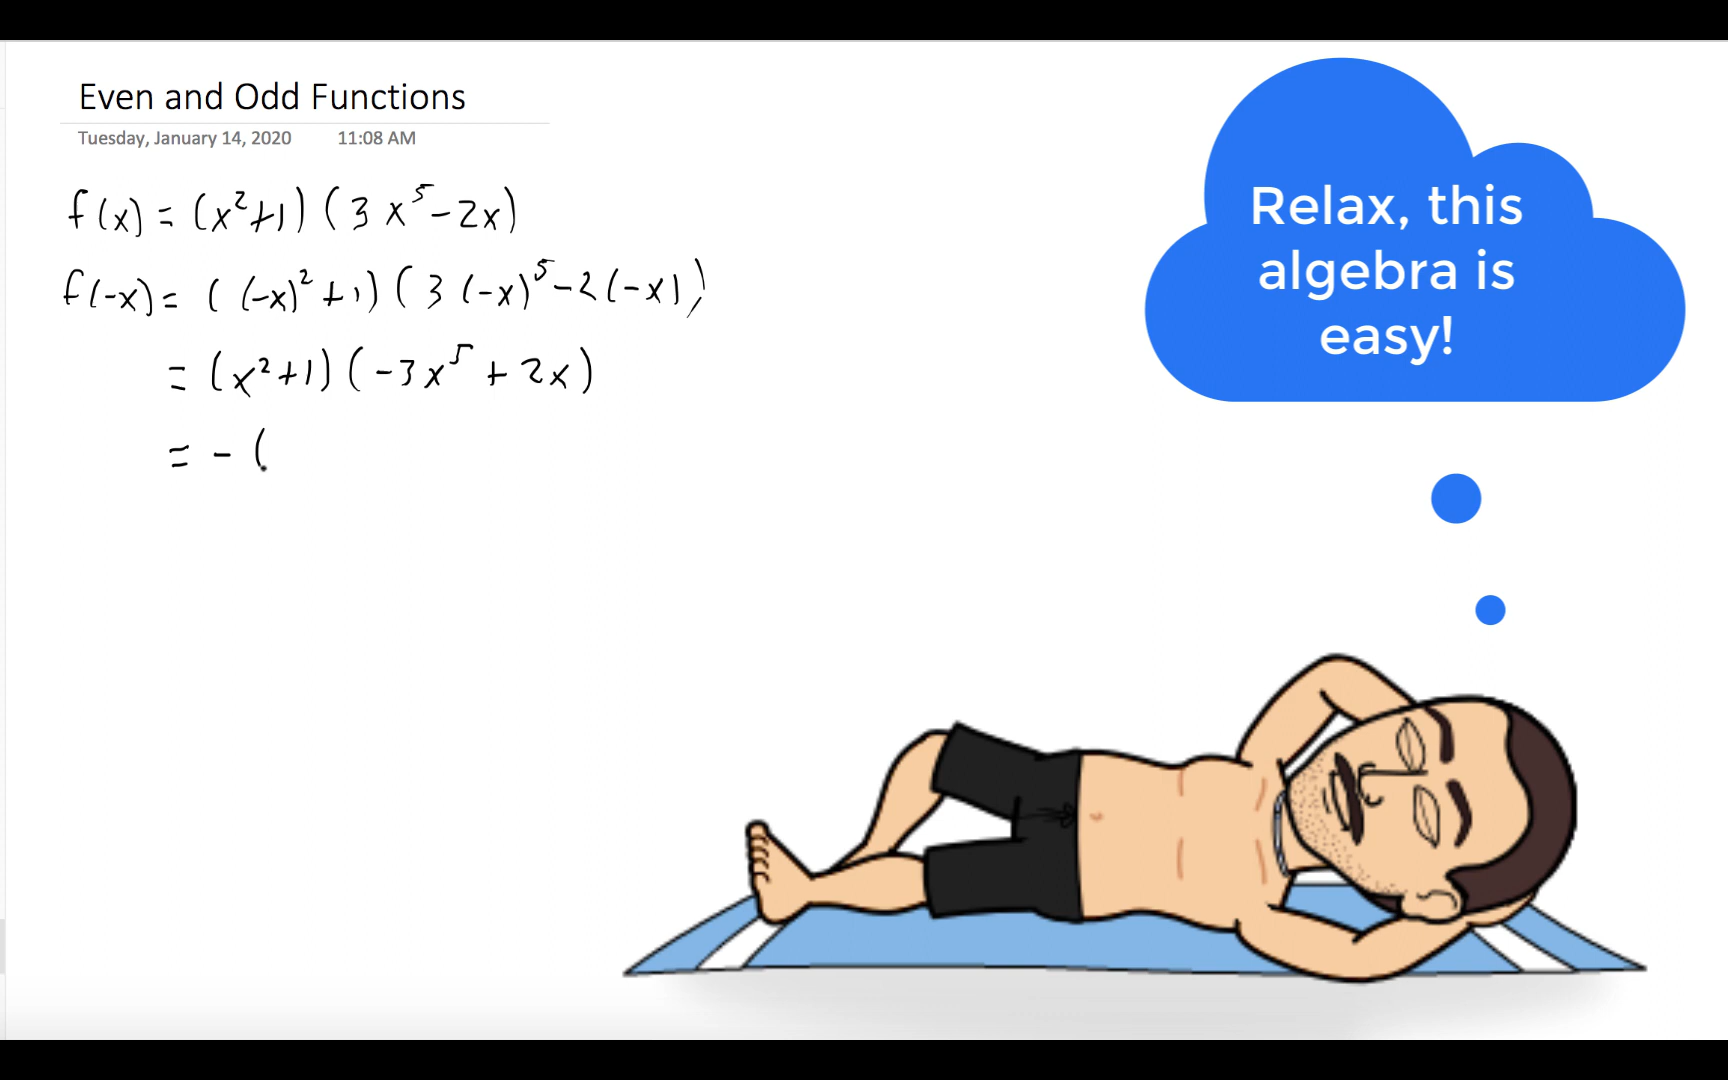 Even and Odd Functions
Tuesday, January 14, 2020 11:08 AM
f(x) = (x²+1)(3x⁵-2x)
f(-x) = ((-x)²+1)(3(-x)⁵-2(-x))
= (x²+1)(-3x⁵+2x)
= -(
Relax, this
algebra is
easy!